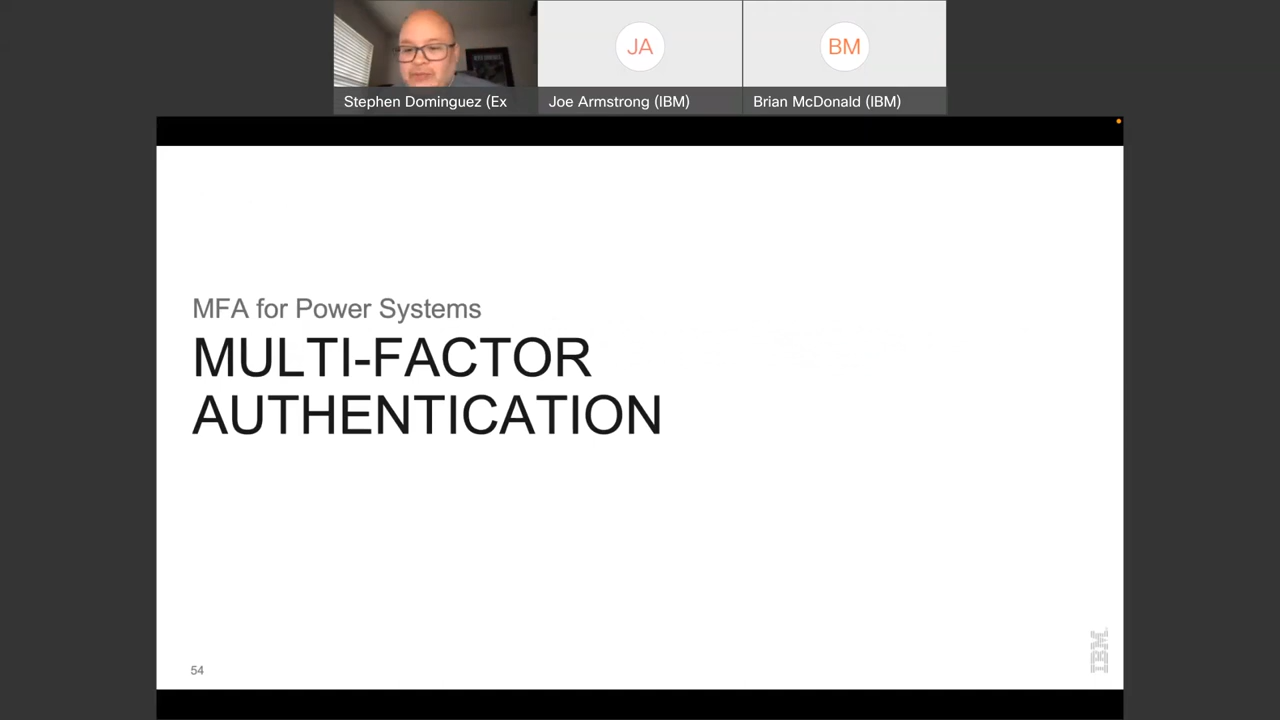 JA
BM
Stephen Dominguez (Ex
Joe Armstrong (IBM)
Brian McDonald (IBM)
MFA for Power Systems
MULTI-FACTOR
AUTHENTICATION
54
IBM